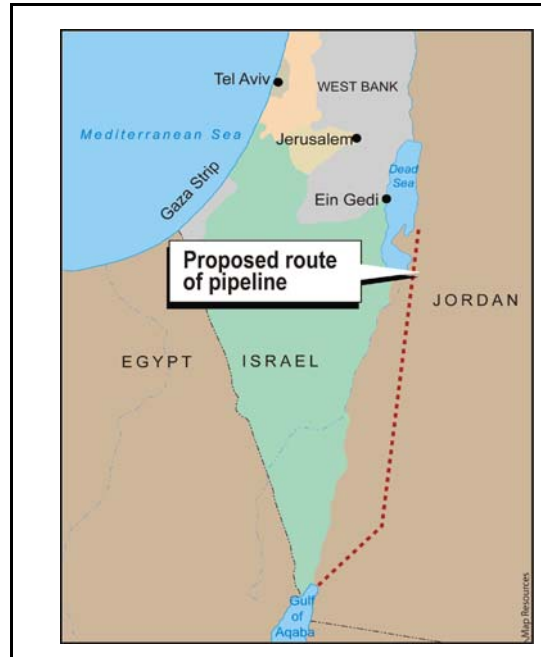 Tel Aviv
WEST BANK
Mediterranean Sea
Jerusalem
Dead
Sea
Gaza Strip
Ein Gedi
Proposed route
of pipeline
JORDAN
EGYPT
ISRAEL
Gulf
of
Aqaba
Map Resources